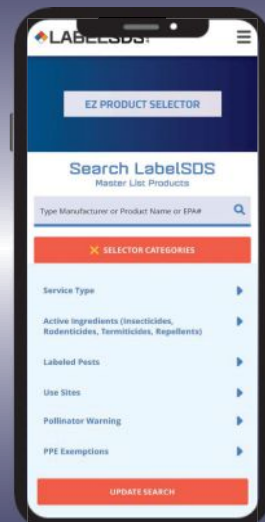 LABELSDS
EZ PRODUCT SELECTOR
Search LabelSDS
Master List Products
Type Manufacturer or Product Name or EPA#
SELECTOR CATEGORIES
Service Type
Active Ingredients (Insecticides,
Rodenticides, Termiticides, Repellents)
Labeled Pests
Use Sites
Pollinator Warning
PPE Exemptions
UPDATE SEARCH